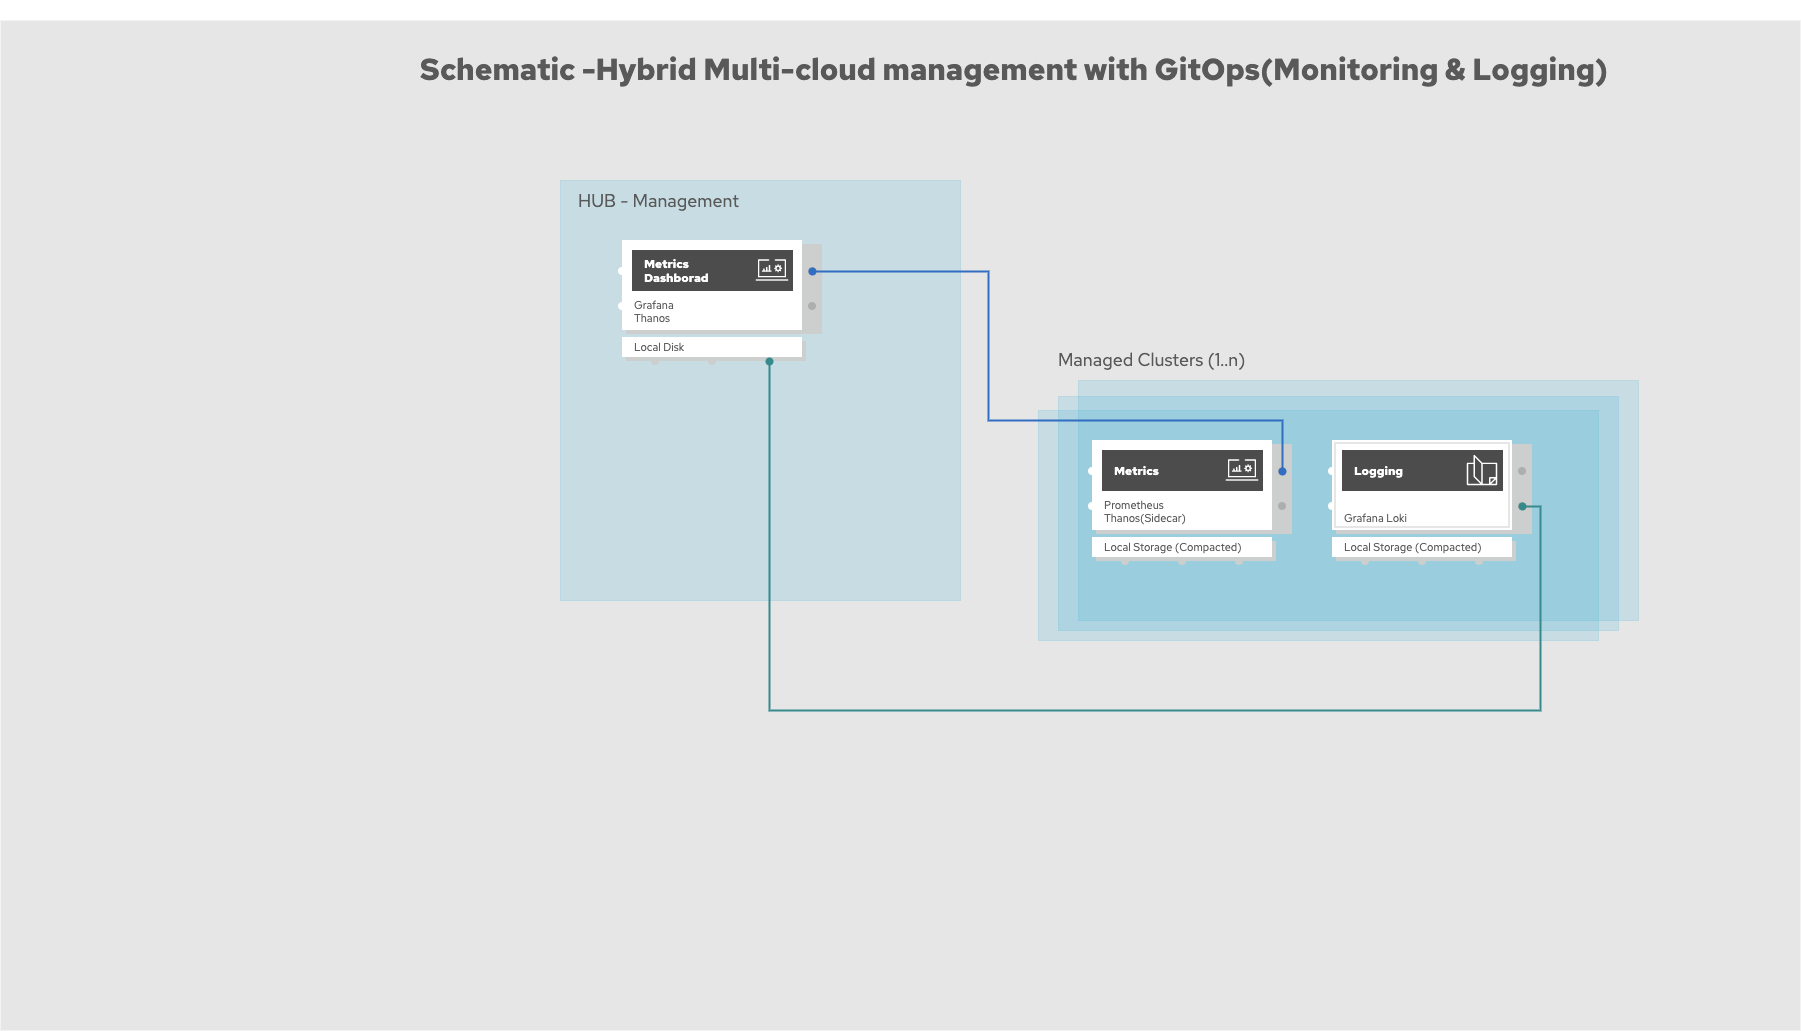 Schematic -Hybrid Multi-cloud management with GitOps(Monitoring & Logging)
HUB - Management
Metrics
Dashborad
Grafana
Thanos
Local Disk
Managed Clusters (1..n)
Metrics
Prometheus
Thanos(Sidecar)
Local Storage (Compacted)
Logging
Grafana Loki
Local Storage (Compacted)